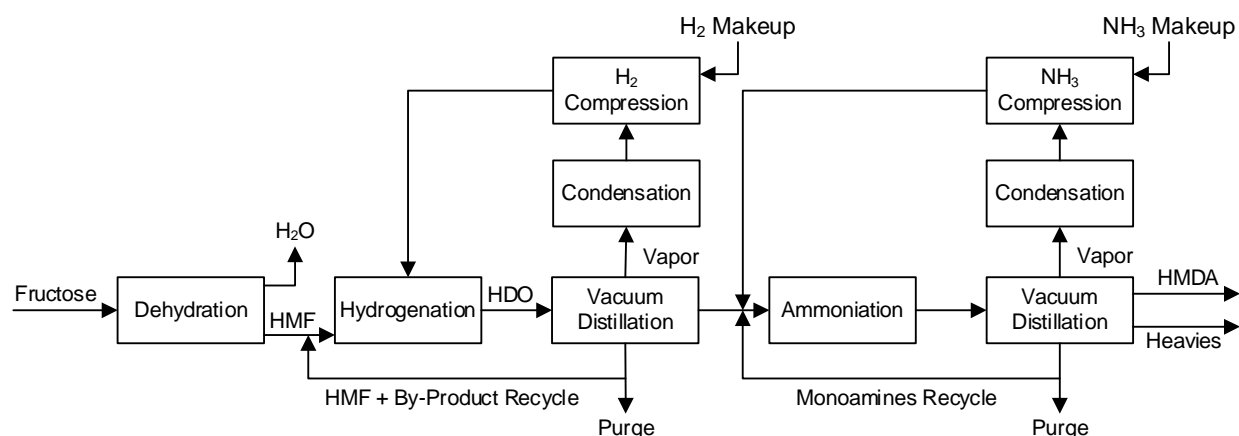 H₂ Makeup
NH₃ Makeup
H₂
Compression
NH₃
Compression
Condensation
Condensation
H₂O
Vapor
Vapor
Fructose
Dehydration
HMF
Hydrogenation
HDO
Vacuum
Distillation
Ammoniation
Vacuum
Distillation
HMDA
Heavies
HMF + By-Product Recycle
Monoamines Recycle
Purge
Purge